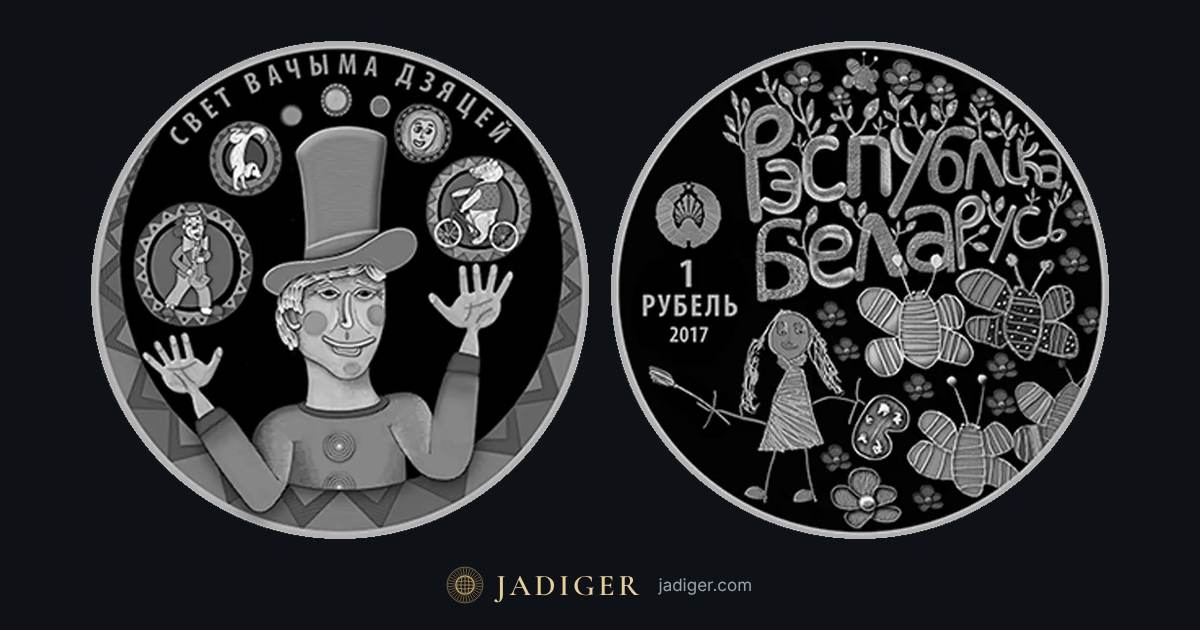 СВЕТ ВАЧЫМА ДЗЯЦЕЙ
Рэспубліка
Беларусь
1
РУБЕЛЬ
2017
JADIGER jadiger.com